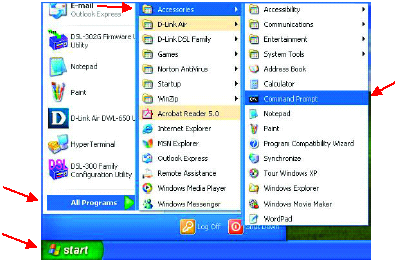 E-mail
Outlook Express
DSL-302G Firmware U
Utility
Notepad
Paint
D-Link Air DWL-650 U
HyperTerminal
DSL-300 Family
Configuration Utility
All Programs
Accessories
D-Link Air
D-Link DSL Family
Games
Norton AntiVirus
Startup
WinZip
Acrobat Reader 5.0
Internet Explorer
MSN Explorer
Outlook Express
Remote Assistance
Windows Media Player
Windows Messenger
Accessibility
Communications
Entertainment
System Tools
Address Book
Calculator
Command Prompt
Notepad
Paint
Program Compatibility Wizard
Synchronize
Tour Windows XP
Windows Explorer
Windows Movie Maker
WordPad
Log Off
start